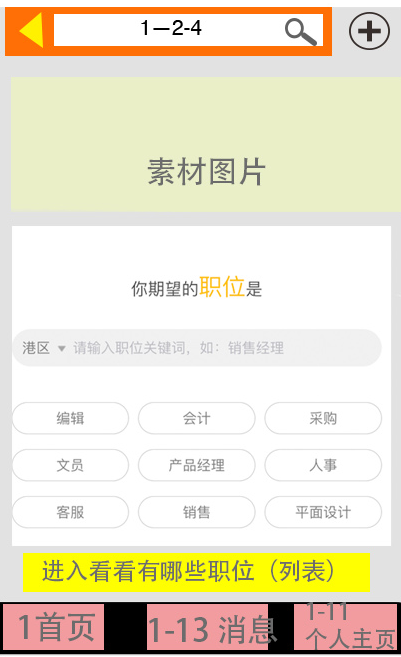 1一2-4
素材图片
你期望的职位是
港区 请输入职位关键词，如：销售经理
编辑 会计 采购
文员 产品经理 人事
客服 销售 平面设计
进入看看有哪些职位（列表）
1首页 1-13 消息 1-11
个人主页